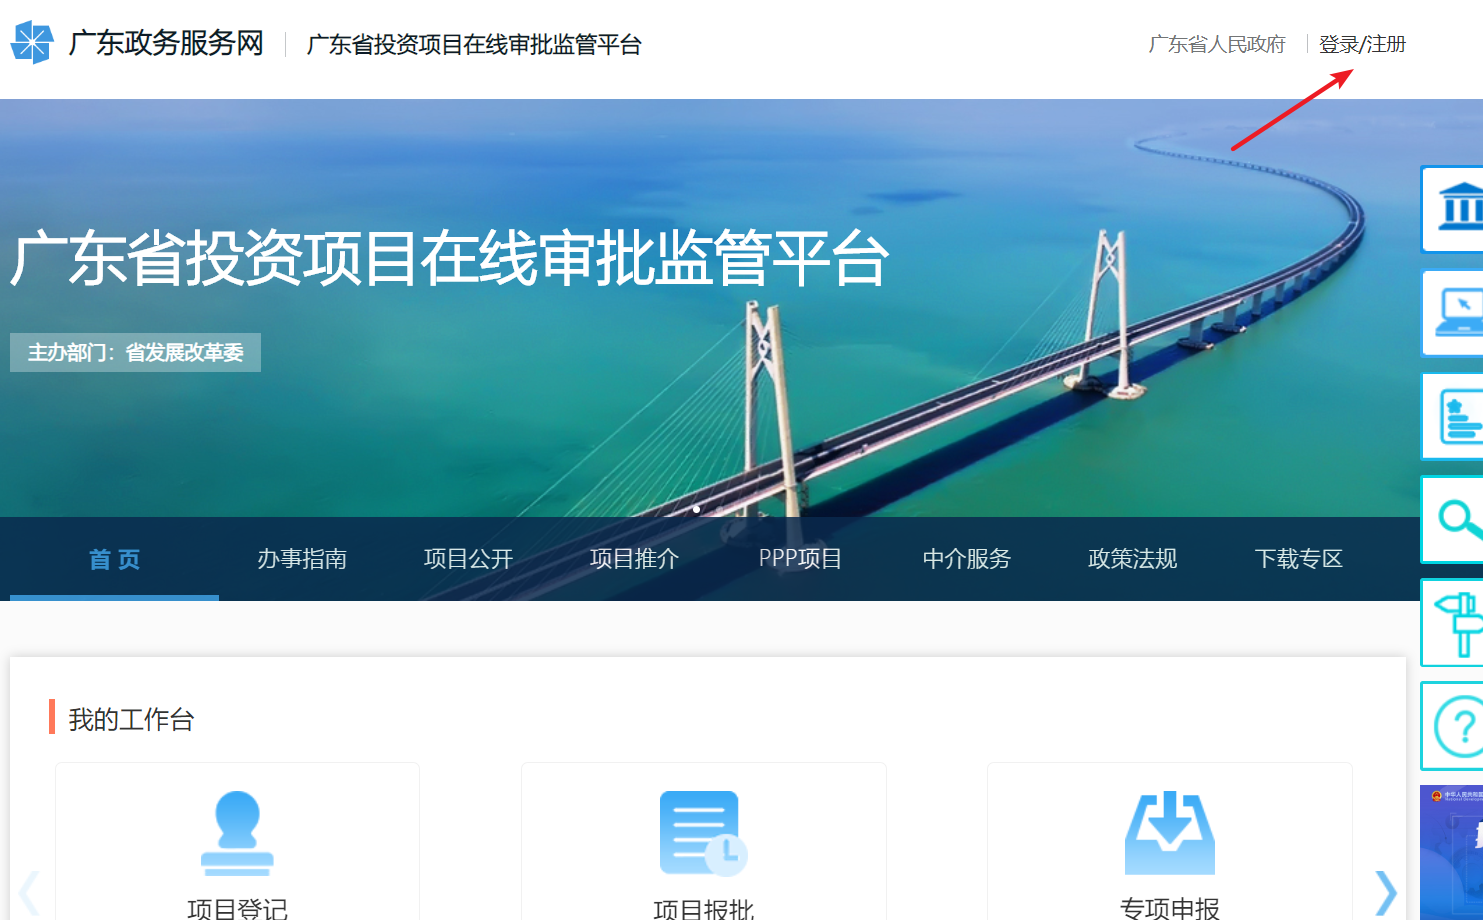 广东政务服务网
广东省投资项目在线审批监管平台
广东省人民政府
登录/注册
广东省投资项目在线审批监管平台
主办部门：省发展改革委
首页
办事指南
项目公开
项目推介
PPP项目
中介服务
政策法规
下载专区
我的工作台
项目登记
项目报批
专项申报